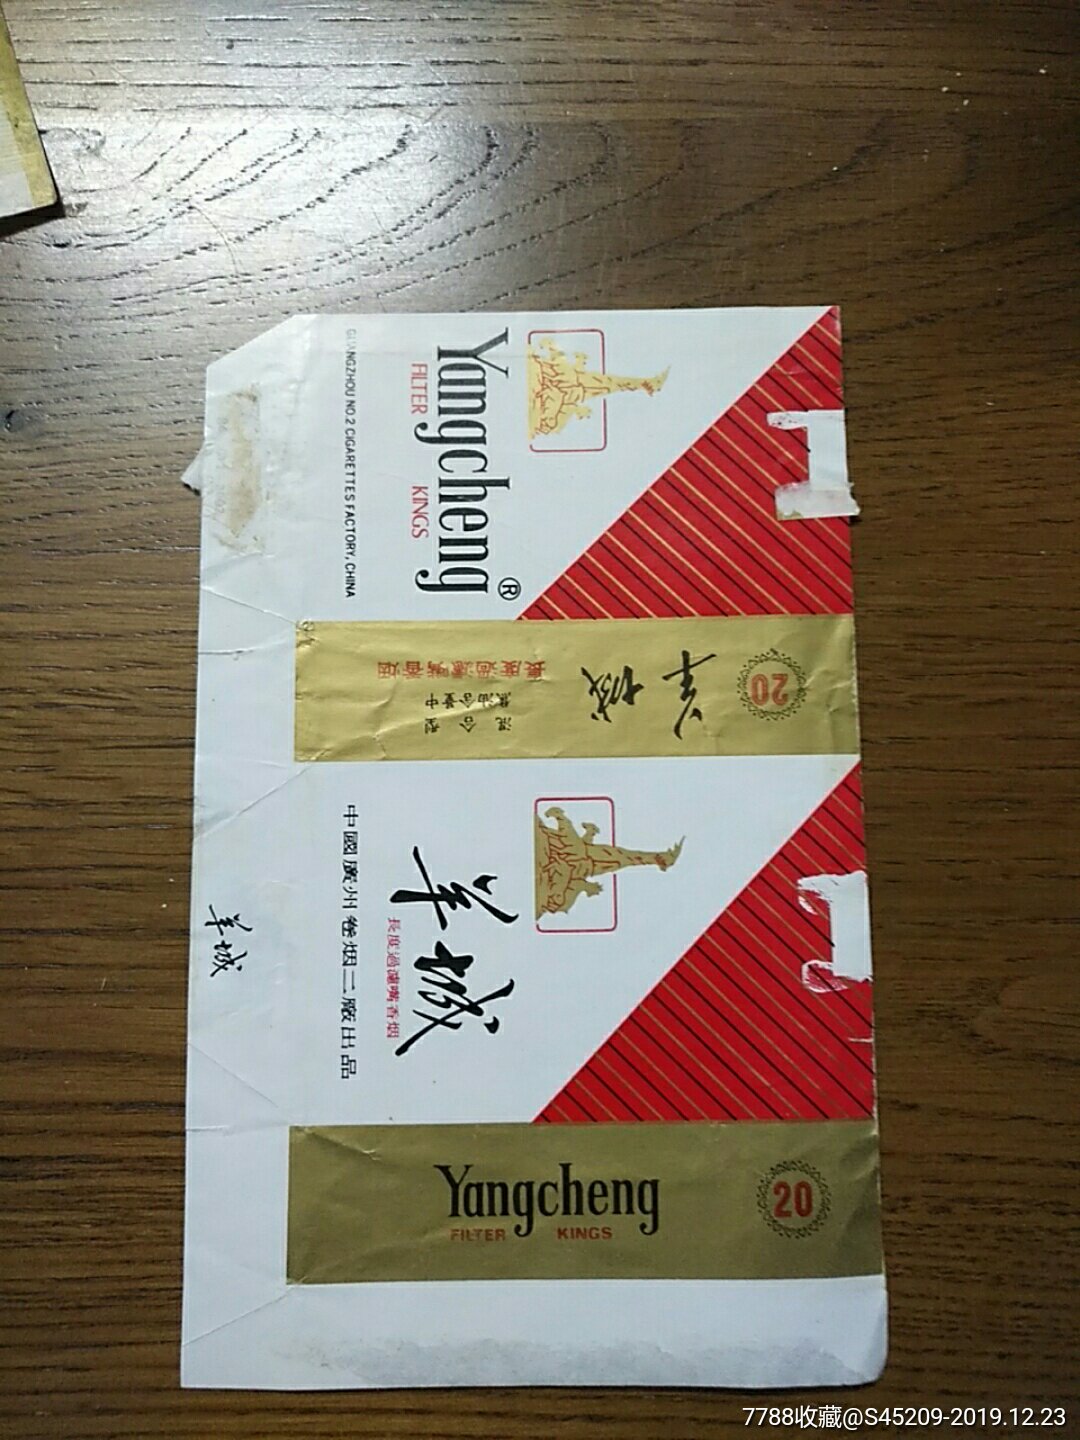 Yangcheng®
FILTER KINGS
GUANGZHOU NO.2 CIGARETTES FACTORY, CHINA
20
羊城
長度過濾嘴香烟
混合型
焦油含量中
羊城
長度過濾嘴香烟
中國廣州卷烟二廠出品
羊城
Yangcheng
FILTER KINGS
20
7788收藏@S45209-2019.12.23